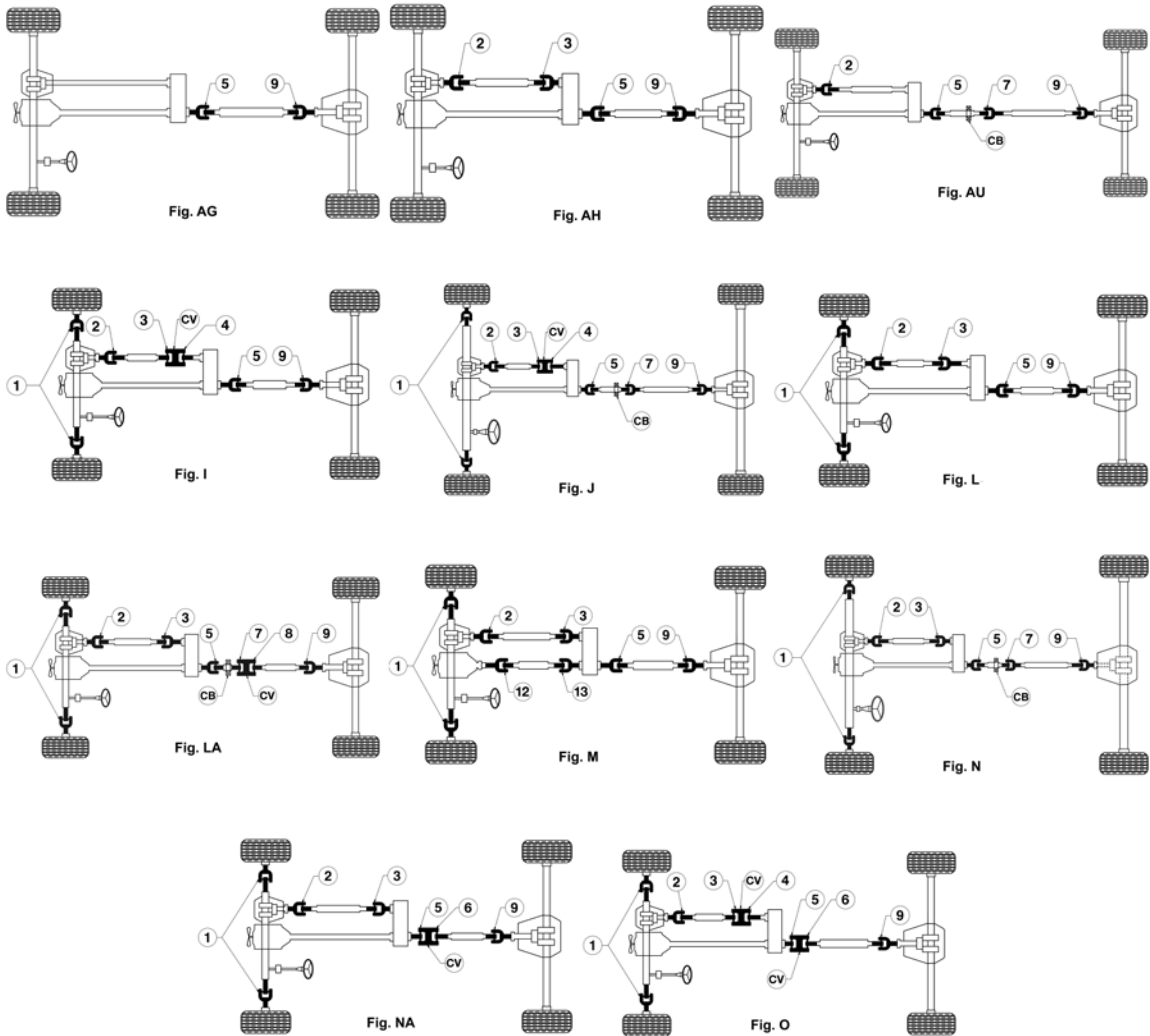 5 9
Fig. AG
2 3
5 9
Fig. AH
2
5 7 9
CB
Fig. AU
2 3 CV 4
5 9
1
Fig. I
2 3 CV 4
5 7 9
1
CB
Fig. J
2 3
5 9
1
Fig. L
2 3
5 7 8 9
1
CB CV
Fig. LA
2 3
5 9
1
12 13
Fig. M
2 3
5 7 9
1
CB
Fig. N
2 3
5 6 9
1
CV
Fig. NA
2 3 CV 4
5 6 9
1
CV
Fig. O